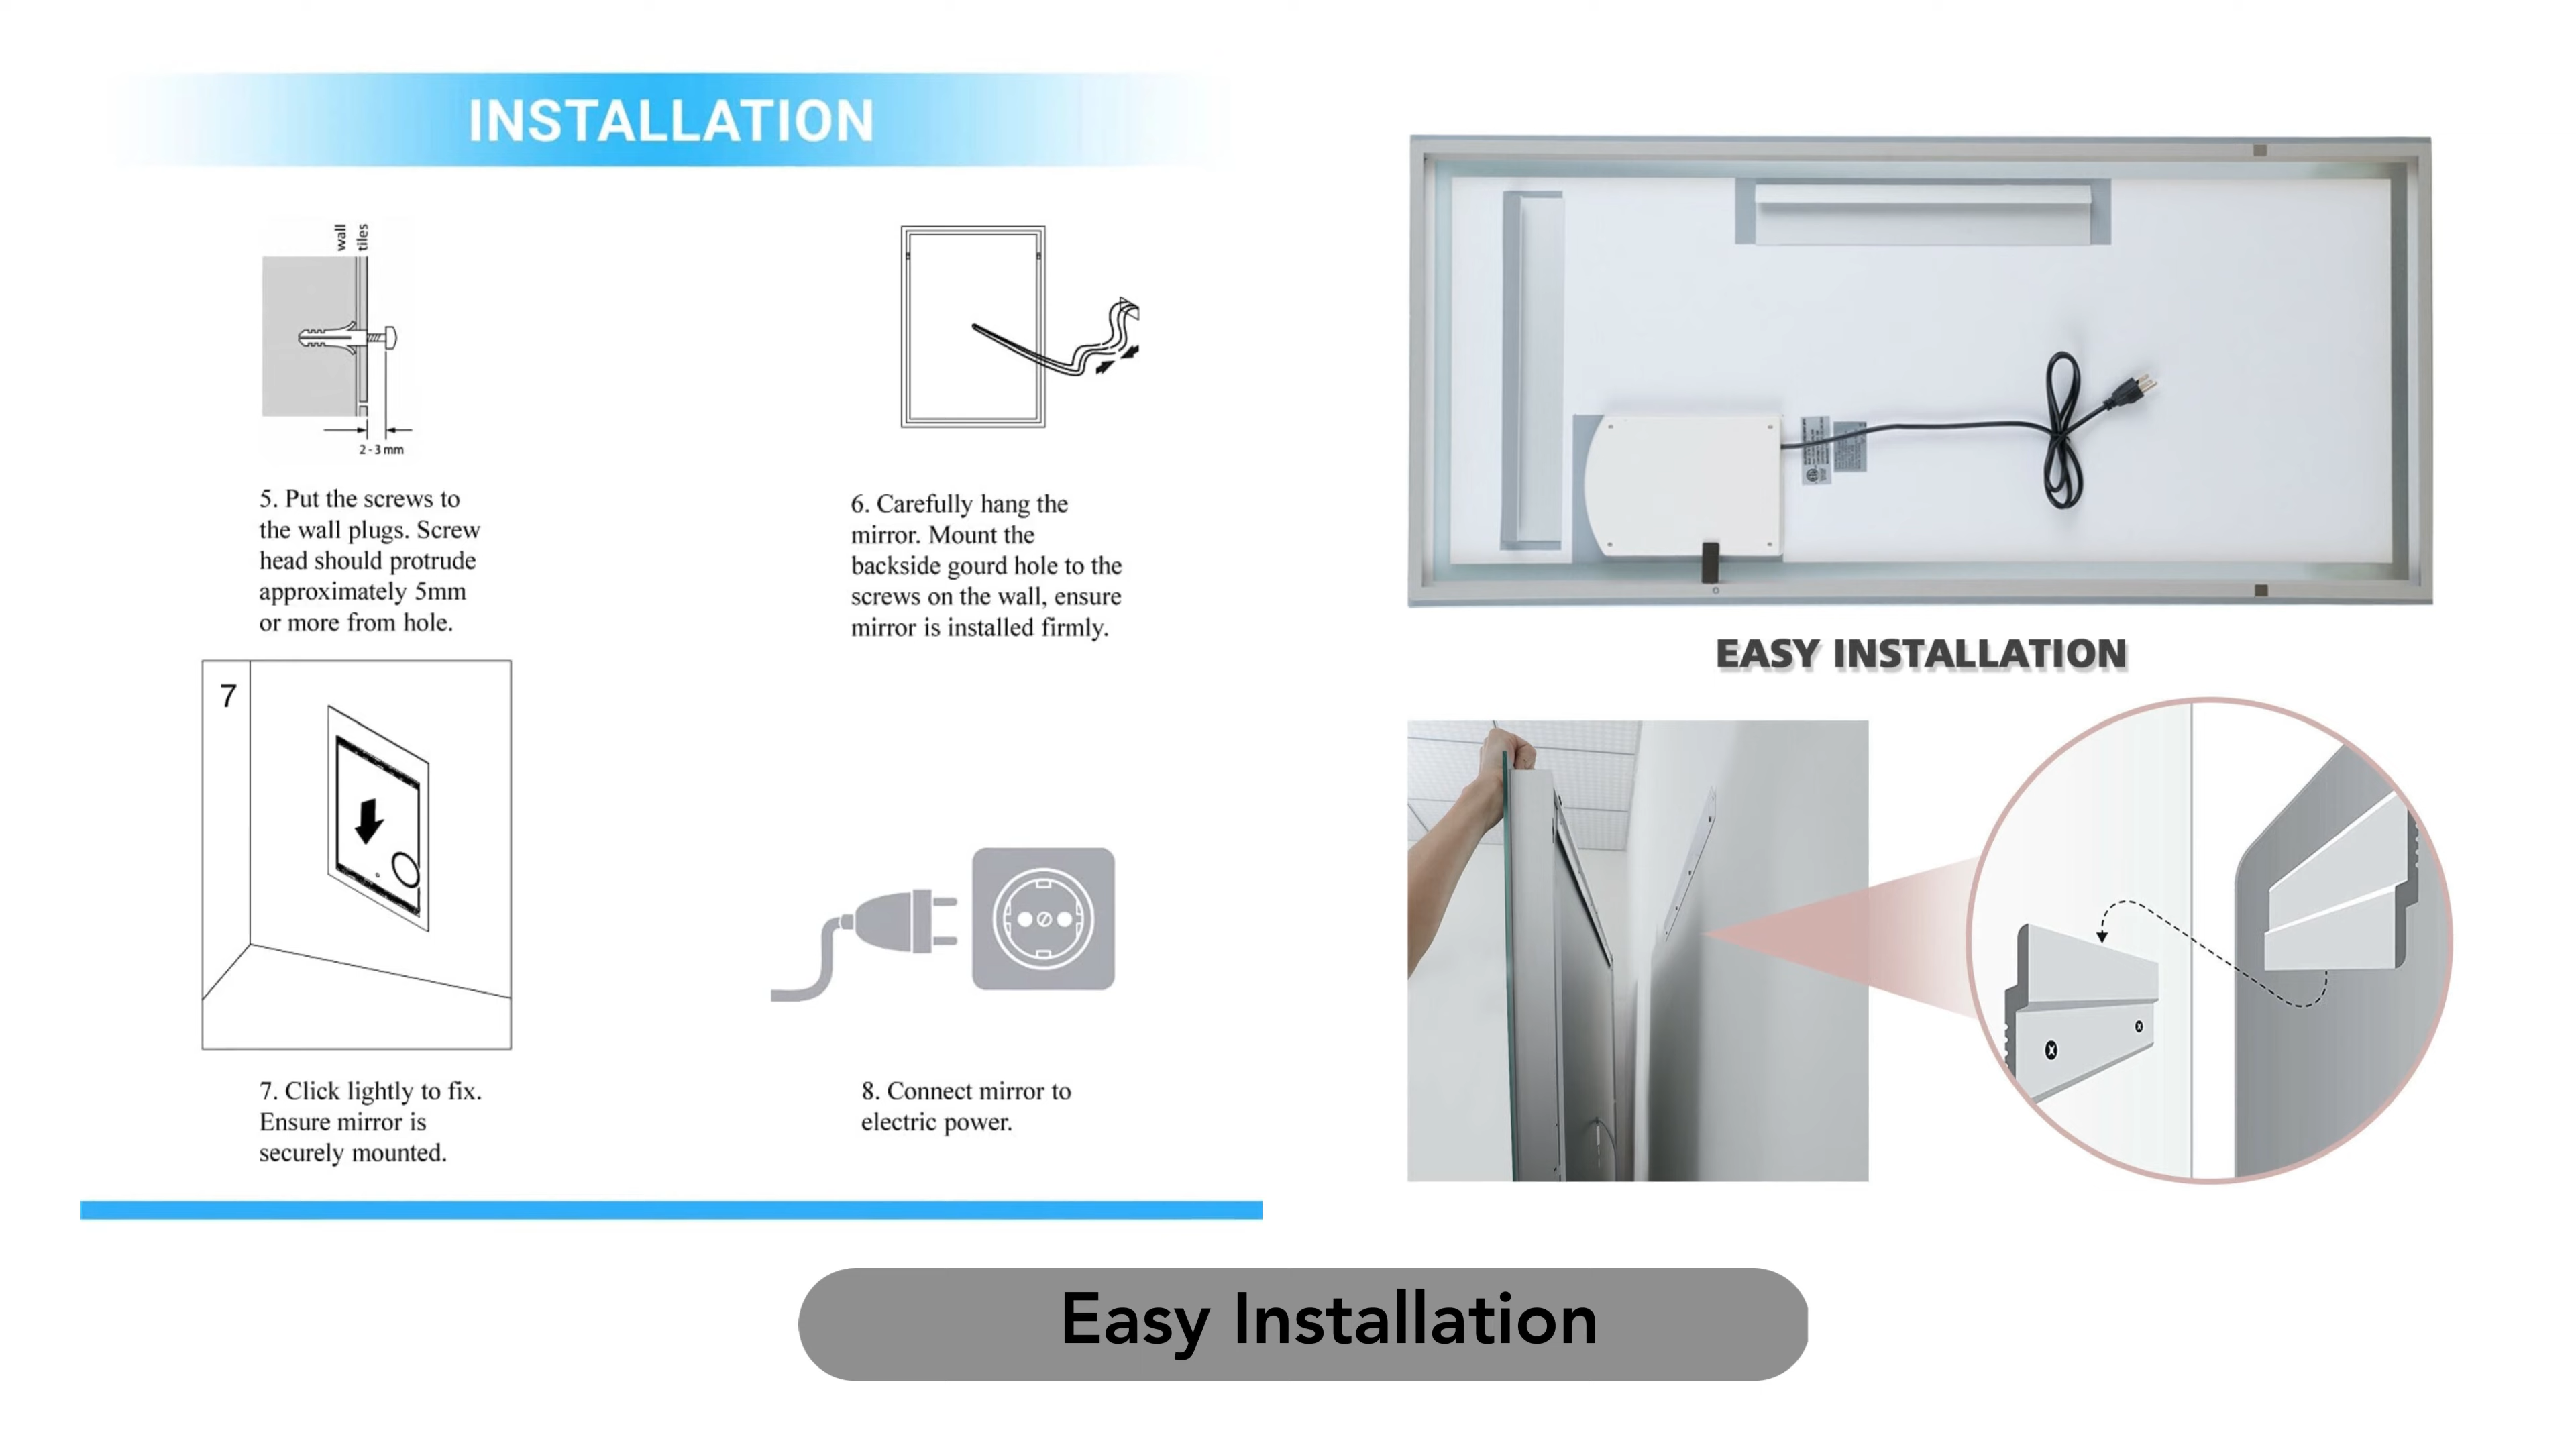 INSTALLATION
wall
tiles
2 - 3 mm
5. Put the screws to
the wall plugs. Screw
head should protrude
approximately 5mm
or more from hole.
6. Carefully hang the
mirror. Mount the
backside gourd hole to the
screws on the wall, ensure
mirror is installed firmly.
7
7. Click lightly to fix.
Ensure mirror is
securely mounted.
8. Connect mirror to
electric power.
EASY INSTALLATION
Easy Installation